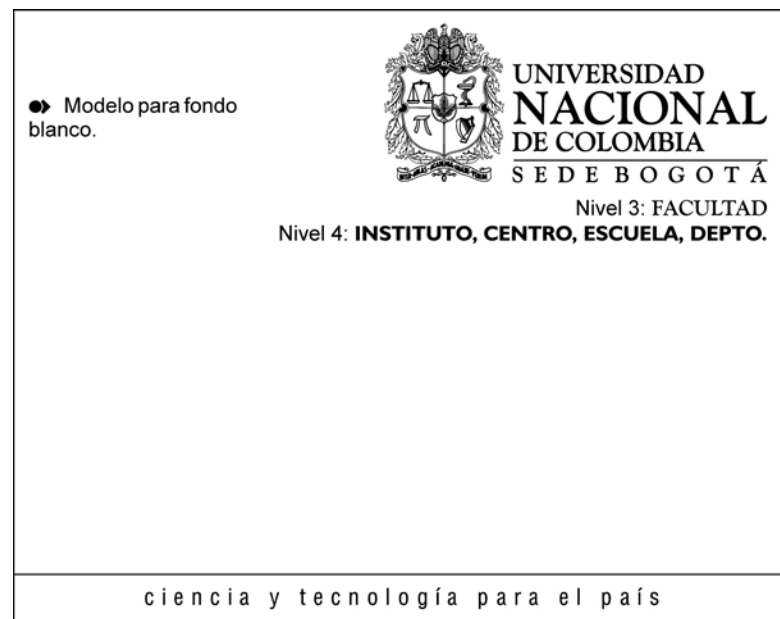 Modelo para fondo
blanco.
UNIVERSIDAD
NACIONAL
DE COLOMBIA
SEDE BOGOTÁ
Nivel 3: FACULTAD
Nivel 4: INSTITUTO, CENTRO, ESCUELA, DEPTO.
ciencia y tecnología para el país